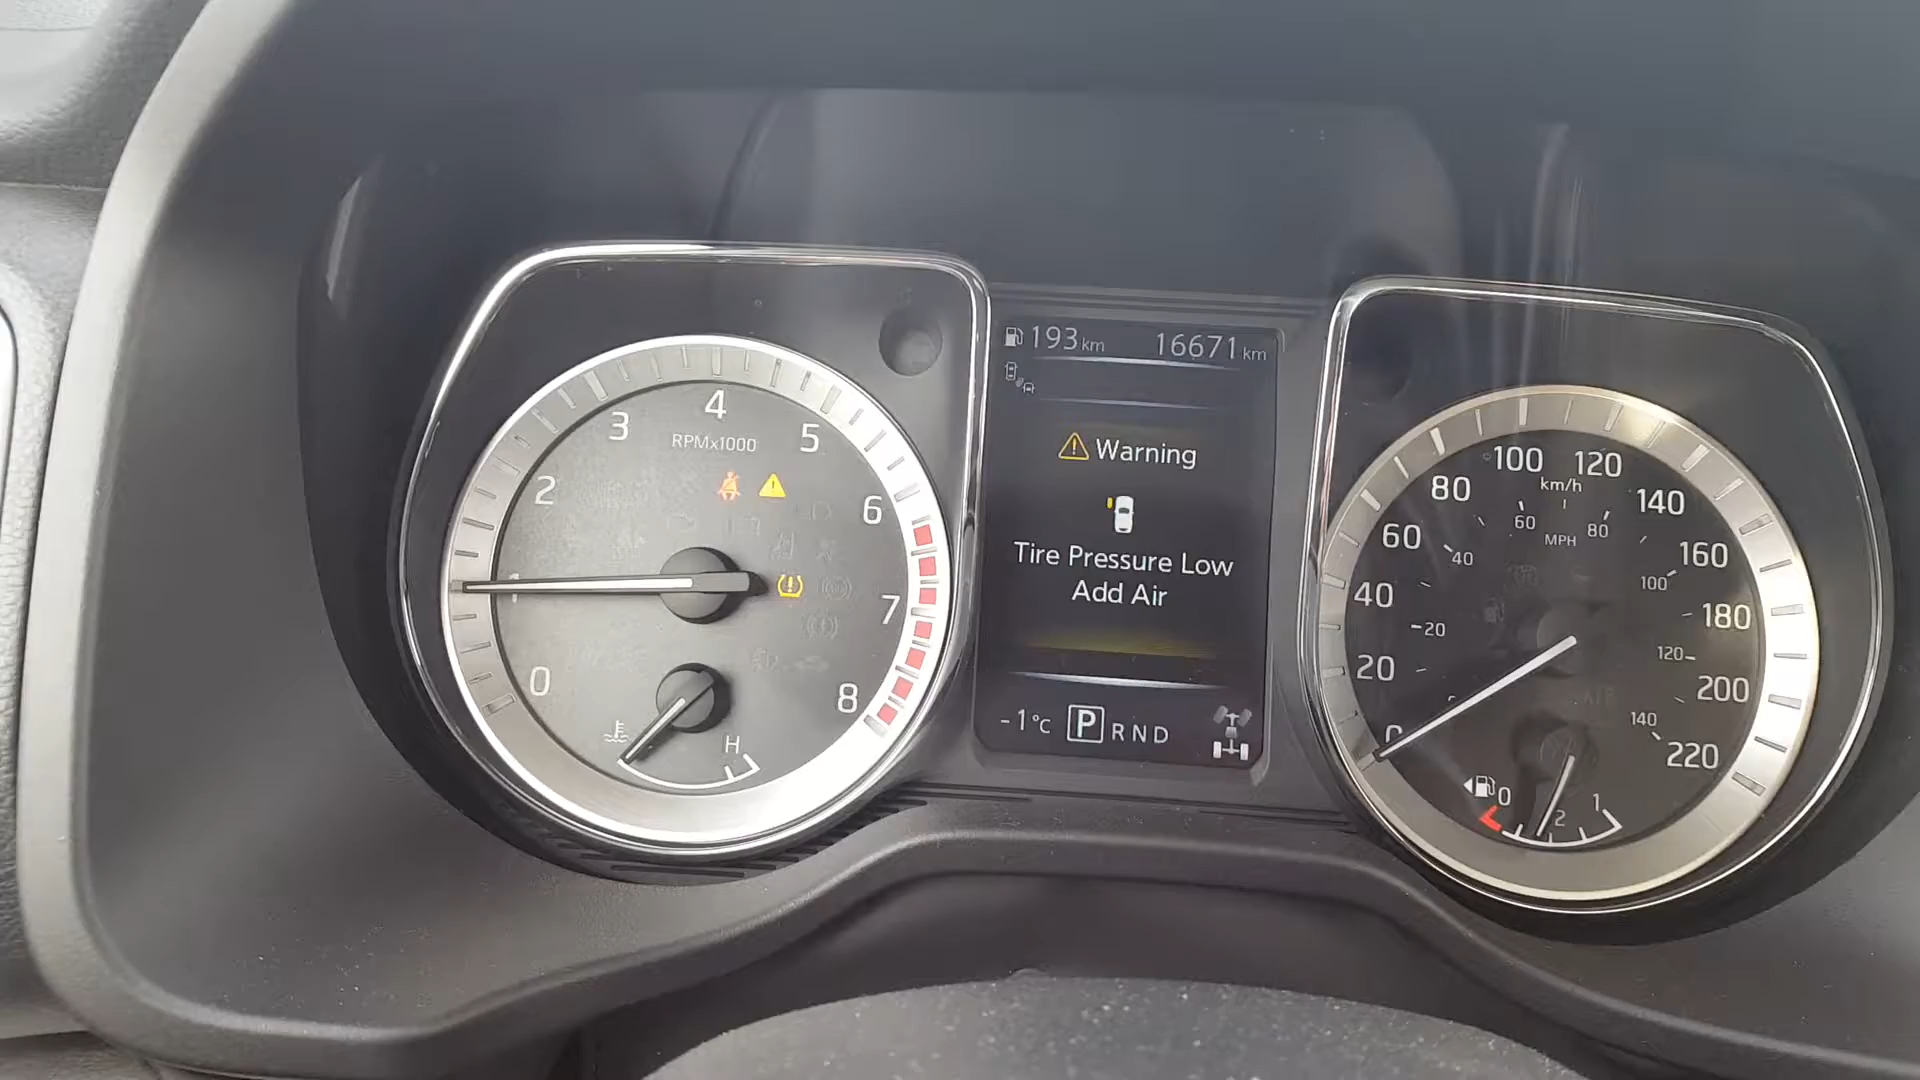 193 km 16671 km
Warning
Tire Pressure Low
Add Air
-1°C P R N D
0 1 2 3 4 5 6 7 8
RPMx1000
H
0 20 40 60 80 100 120 140 160 180 200 220
km/h
20 40 60 80 100 120 140
MPH
0 1
2